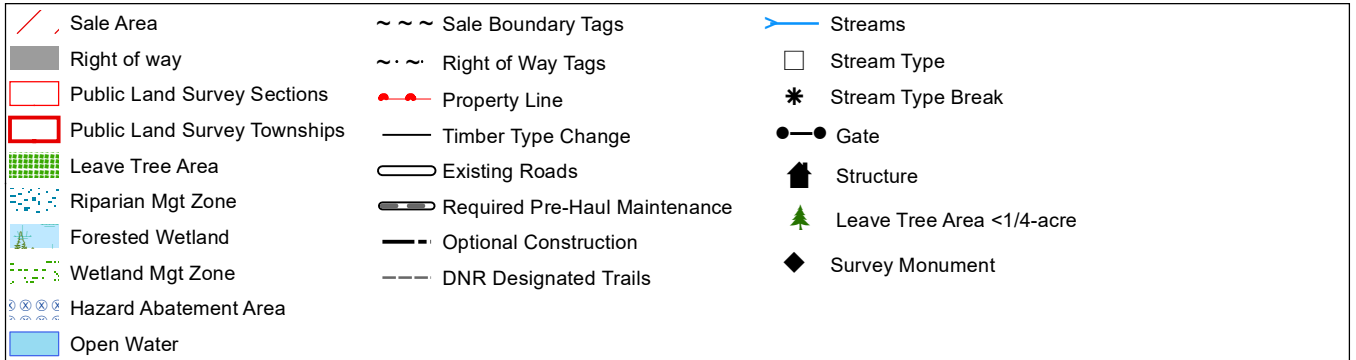 Sale Area
Right of way
Public Land Survey Sections
Public Land Survey Townships
Leave Tree Area
Riparian Mgt Zone
Forested Wetland
Wetland Mgt Zone
Hazard Abatement Area
Open Water
Sale Boundary Tags
Right of Way Tags
Property Line
Timber Type Change
Existing Roads
Required Pre-Haul Maintenance
Optional Construction
DNR Designated Trails
Streams
Stream Type
Stream Type Break
Gate
Structure
Leave Tree Area <1/4-acre
Survey Monument